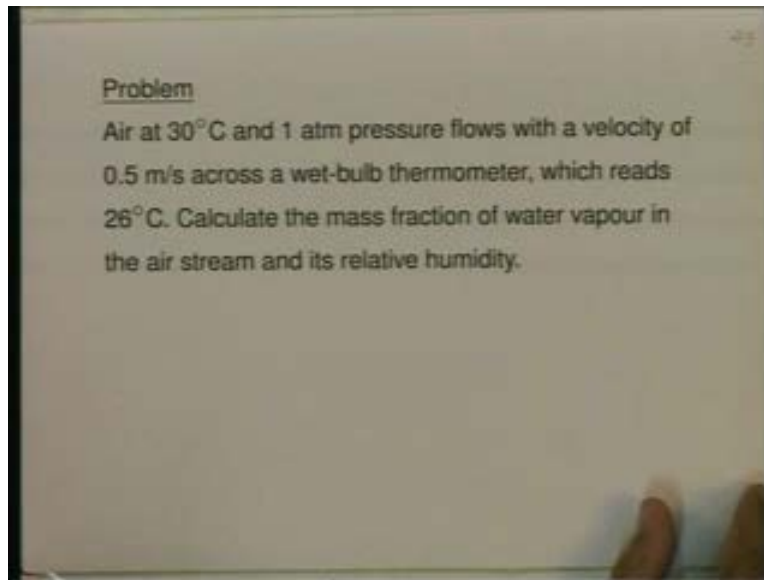 Problem
Air at 30°C and 1 atm pressure flows with a velocity of
0.5 m/s across a wet-bulb thermometer, which reads
26°C. Calculate the mass fraction of water vapour in
the air stream and its relative humidity.